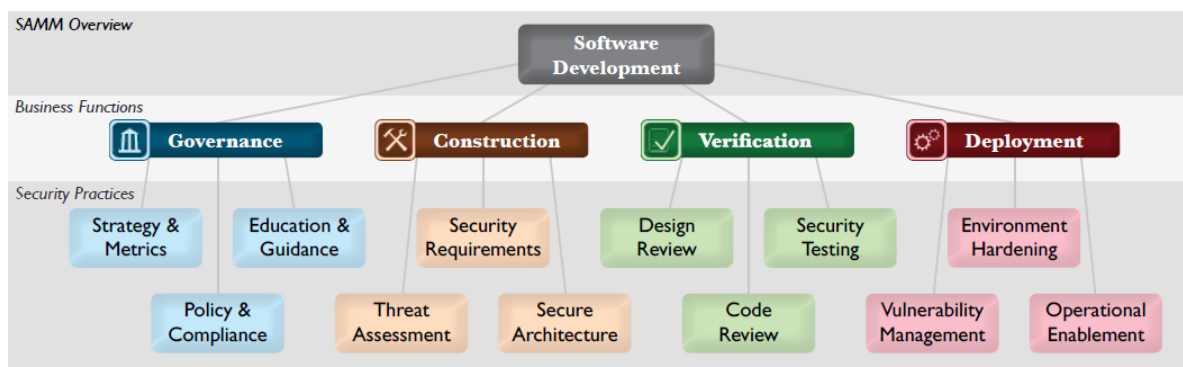 SAMM Overview
Software
Development
Business Functions
Governance
Construction
Verification
Deployment
Security Practices
Strategy &
Metrics
Education &
Guidance
Security
Requirements
Design
Review
Security
Testing
Environment
Hardening
Policy &
Compliance
Threat
Assessment
Secure
Architecture
Code
Review
Vulnerability
Management
Operational
Enablement